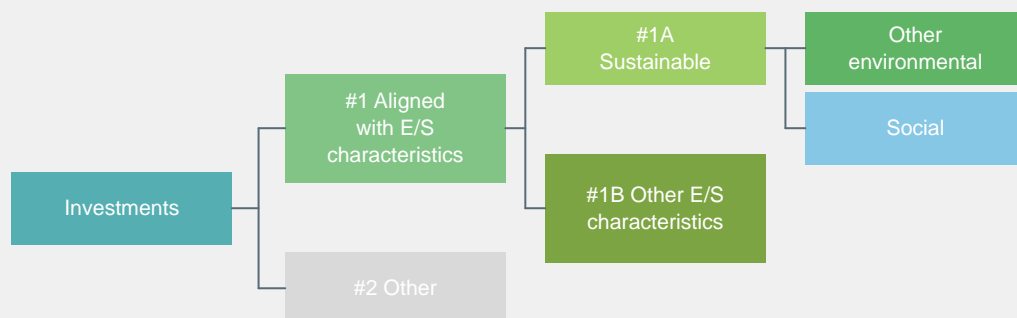 #1A
Sustainable
Other
environmental
#1 Aligned
with E/S
characteristics
Social
Investments
#1B Other E/S
characteristics
#2 Other